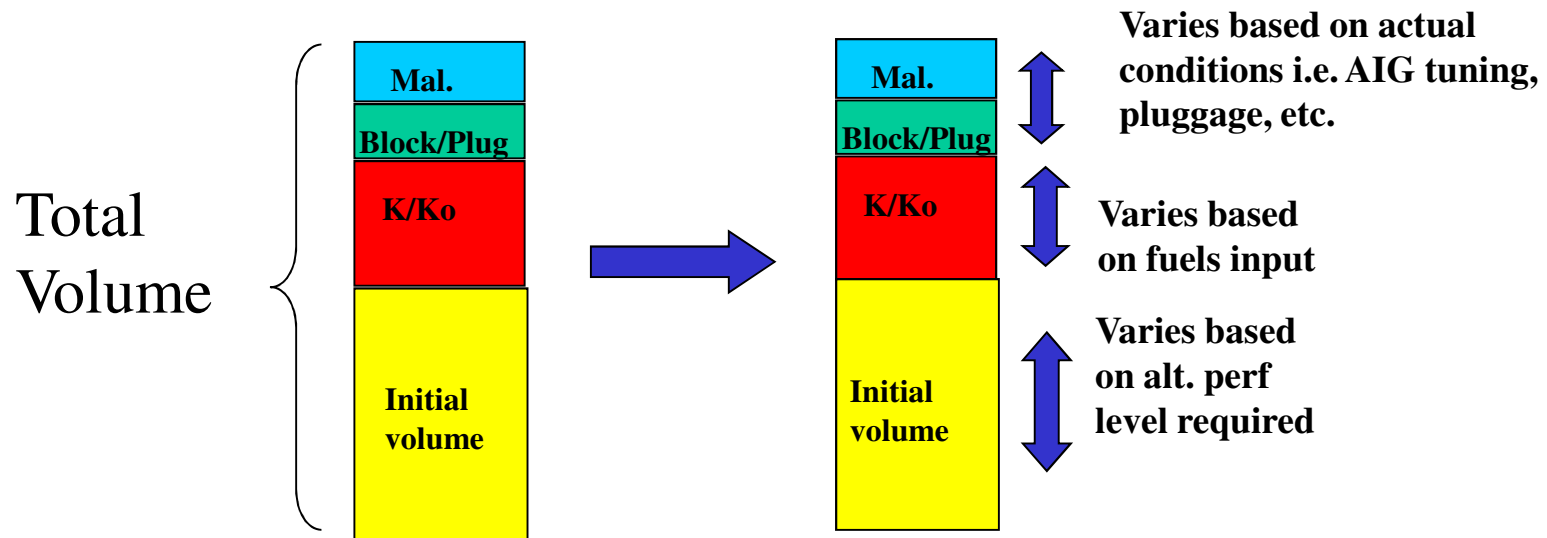 Total
Volume
Mal.
Block/Plug
K/Ko
Initial
volume
Mal.
Block/Plug
K/Ko
Initial
volume
Varies based on actual
conditions i.e. AIG tuning,
pluggage, etc.
Varies based
on fuels input
Varies based
on alt. perf
level required